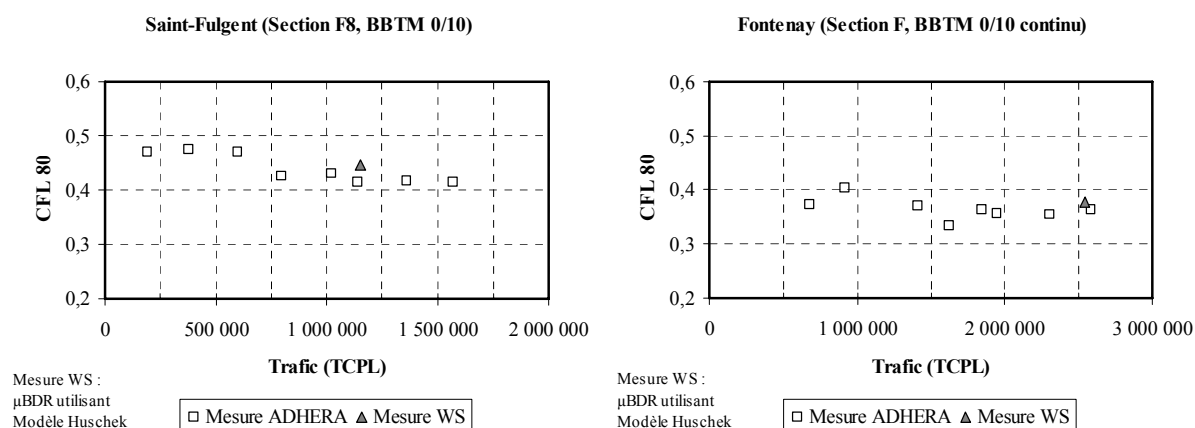 Saint-Fulgent (Section F8, BBTM 0/10)
0,6
0,5
0,4
0,3
0,2
CFL 80
0
500 000
1 000 000
1 500 000
2 000 000
Trafic (TCPL)
Mesure WS :
µBDR utilisant
Modèle Huschek
Mesure ADHERA
Mesure WS
Fontenay (Section F, BBTM 0/10 continu)
0,6
0,5
0,4
0,3
0,2
CFL 80
0
1 000 000
2 000 000
3 000 000
Trafic (TCPL)
Mesure WS :
µBDR utilisant
Modèle Huschek
Mesure ADHERA
Mesure WS